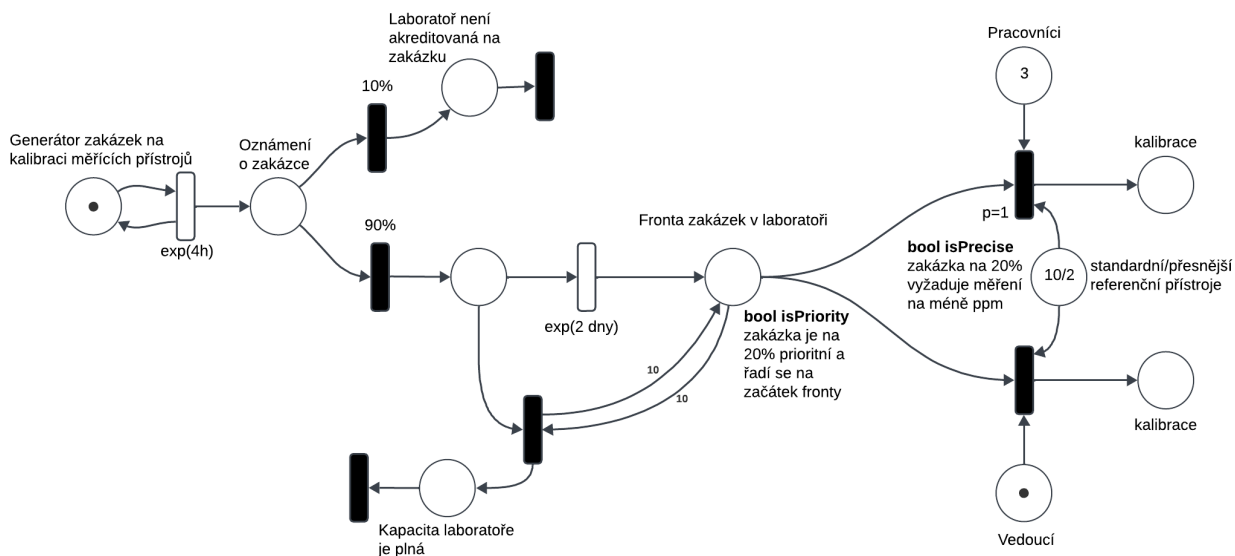 Laboratoř není
akreditovaná na
zakázku
Pracovníci
3
10%
Generátor zakázek na
kalibraci měřících přístrojů
Oznámení
o zakázce
kalibrace
exp(4h)
90%
Fronta zakázek v laboratoři
p=1
bool isPrecise
zakázka na 20%
vyžaduje měření
na méně ppm
10/2
standardní/přesnější
referenční přístroje
exp(2 dny)
bool isPriority
zakázka je na
20% prioritní a
řadí se na
začátek fronty
10
10
kalibrace
Kapacita laboratoře
je plná
Vedoucí